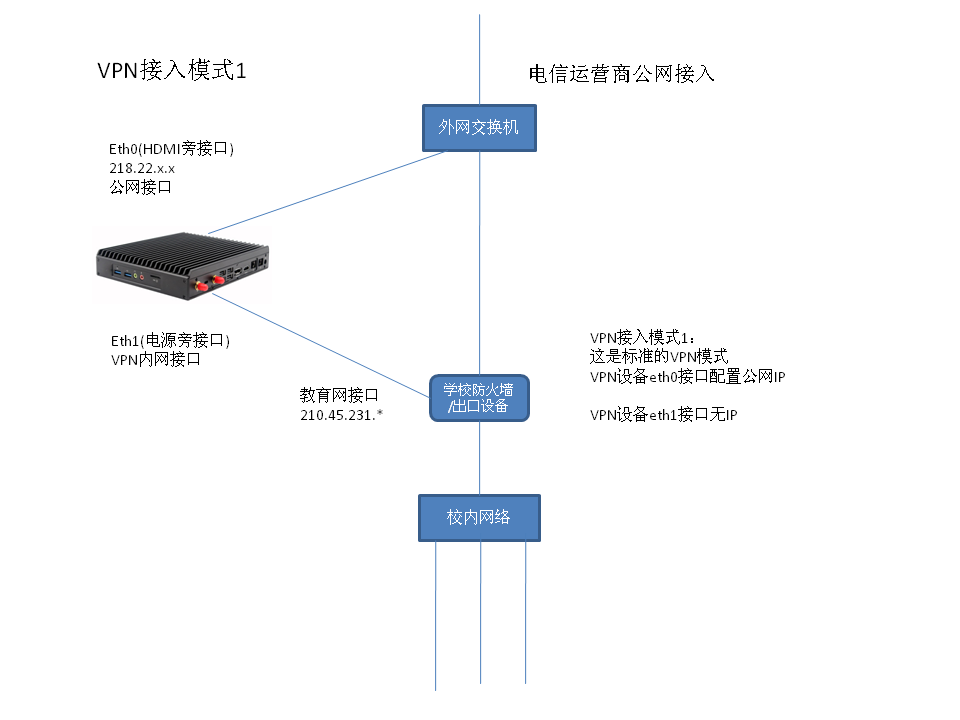 VPN接入模式1
电信运营商公网接入
外网交换机
Eth0(HDMI旁接口)
218.22.x.x
公网接口
Eth1(电源旁接口)
VPN内网接口
教育网接口
210.45.231.*
学校防火墙
/出口设备
VPN接入模式1：
这是标准的VPN模式
VPN设备eth0接口配置公网IP
VPN设备eth1接口无IP
校内网络